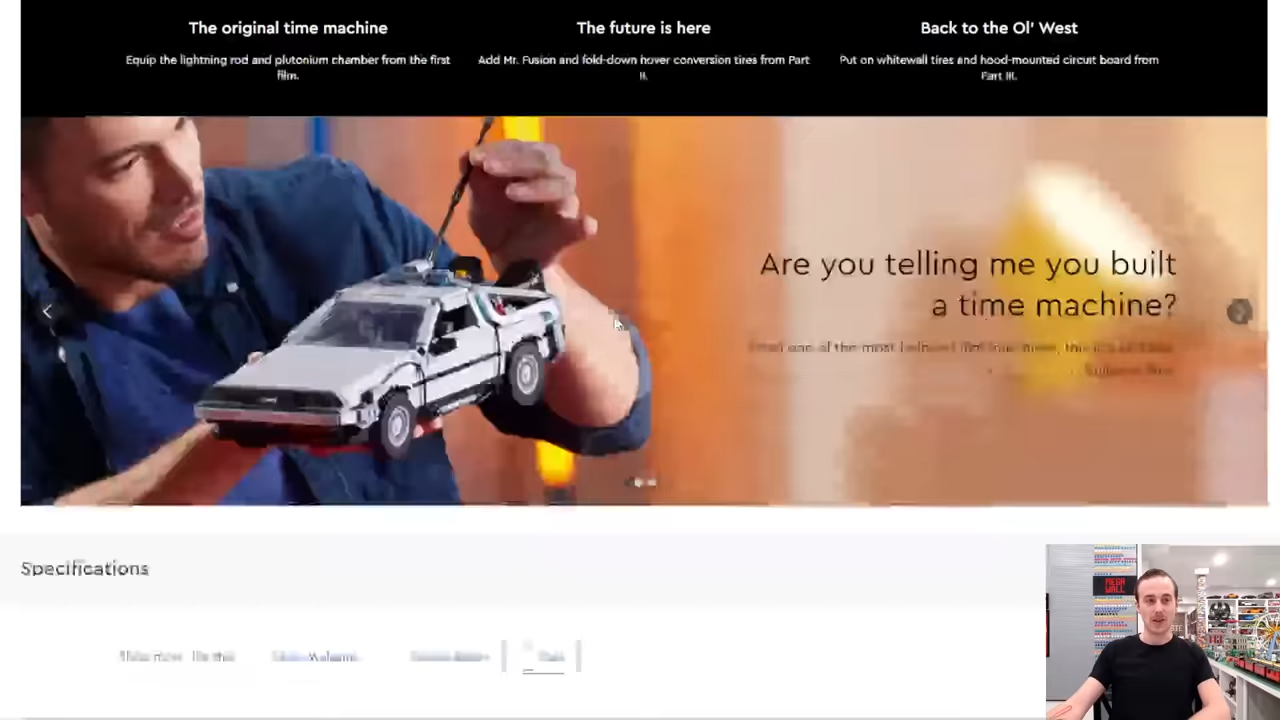 The original time machine
Equip the lightning rod and plutonium chamber from the first
film.
The future is here
Add Mr. Fusion and fold-down hover conversion tires from Part
II.
Back to the Ol' West
Put on whitewall tires and hood-mounted circuit board from
Part III.
Are you telling me you built
a time machine?
Specifications
MEGA
WALL